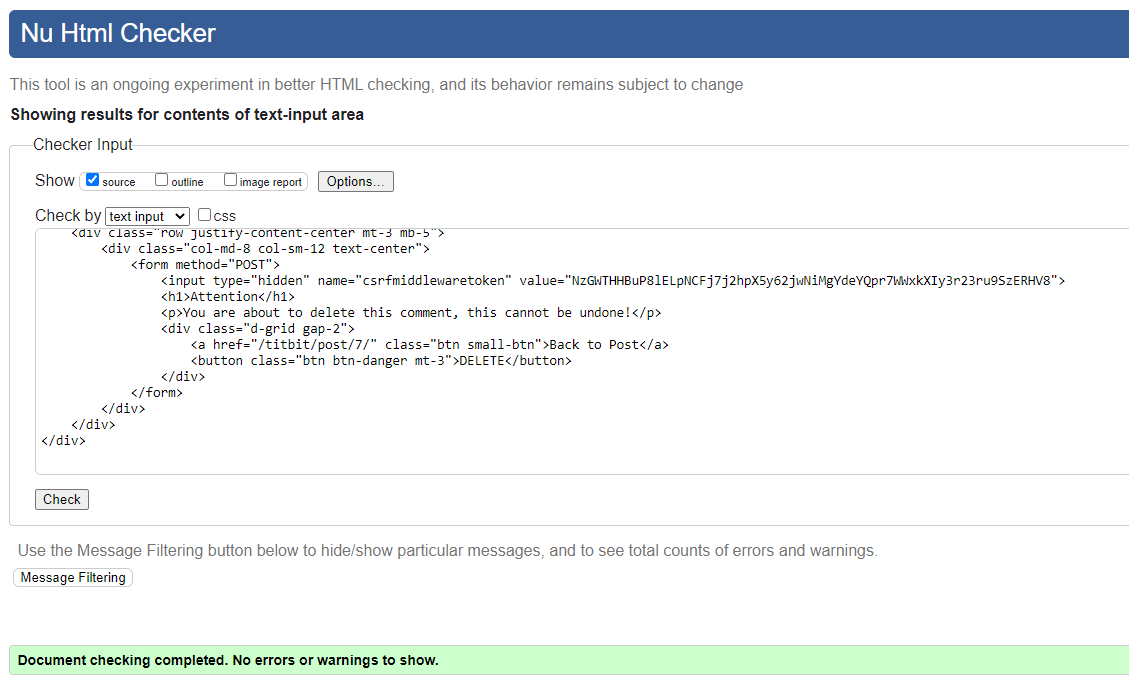 Nu Html Checker
This tool is an ongoing experiment in better HTML checking, and its behavior remains subject to change
Showing results for contents of text-input area
Checker Input
Show source outline image report Options...
Check by text input css
<div class="row justify-content-center mt-3 mb-5">
<div class="col-md-8 col-sm-12 text-center">
<form method="POST">
<input type="hidden" name="csrfmiddlewaretoken" value="NzGWTHHBuP8lELpNCFj7j2hpX5y62jwNiMgYdeYQpr7WWxkXIy3r23ru9SzERHV8">
<h1>Attention</h1>
<p>You are about to delete this comment, this cannot be undone!</p>
<div class="d-grid gap-2">
<a href="/titbit/post/7/" class="btn small-btn">Back to Post</a>
<button class="btn btn-danger mt-3">DELETE</button>
</div>
</form>
</div>
</div>
</div>
Check
Use the Message Filtering button below to hide/show particular messages, and to see total counts of errors and warnings.
Message Filtering
Document checking completed. No errors or warnings to show.